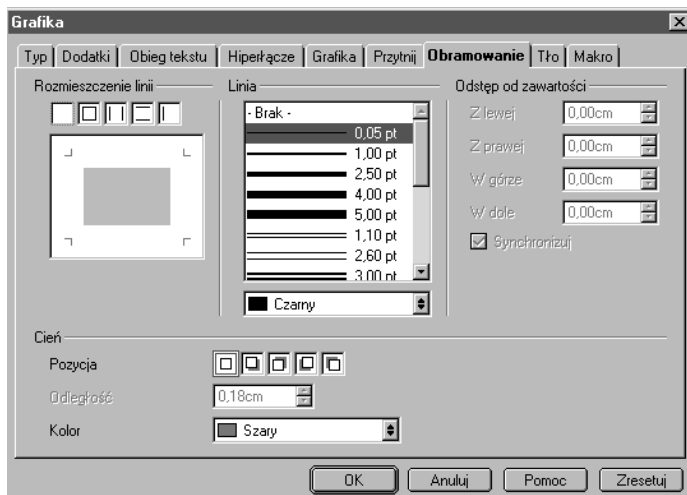 Grafika
Typ Dodatki Obieg tekstu Hiperłącze Grafika Przytnij Obramowanie Tło Makro
Rozmieszczenie linii Linia Odstęp od zawartości
- Brak -
0,05 pt
1,00 pt
2,50 pt
4,00 pt
5,00 pt
1,10 pt
2,60 pt
3,00 pt
Czarny
Z lewej 0,00cm
Z prawej 0,00cm
W górze 0,00cm
W dole 0,00cm
Synchronizuj
Cień
Pozycja
Odległość 0,18cm
Kolor Szary
OK Anuluj Pomoc Zresetuj